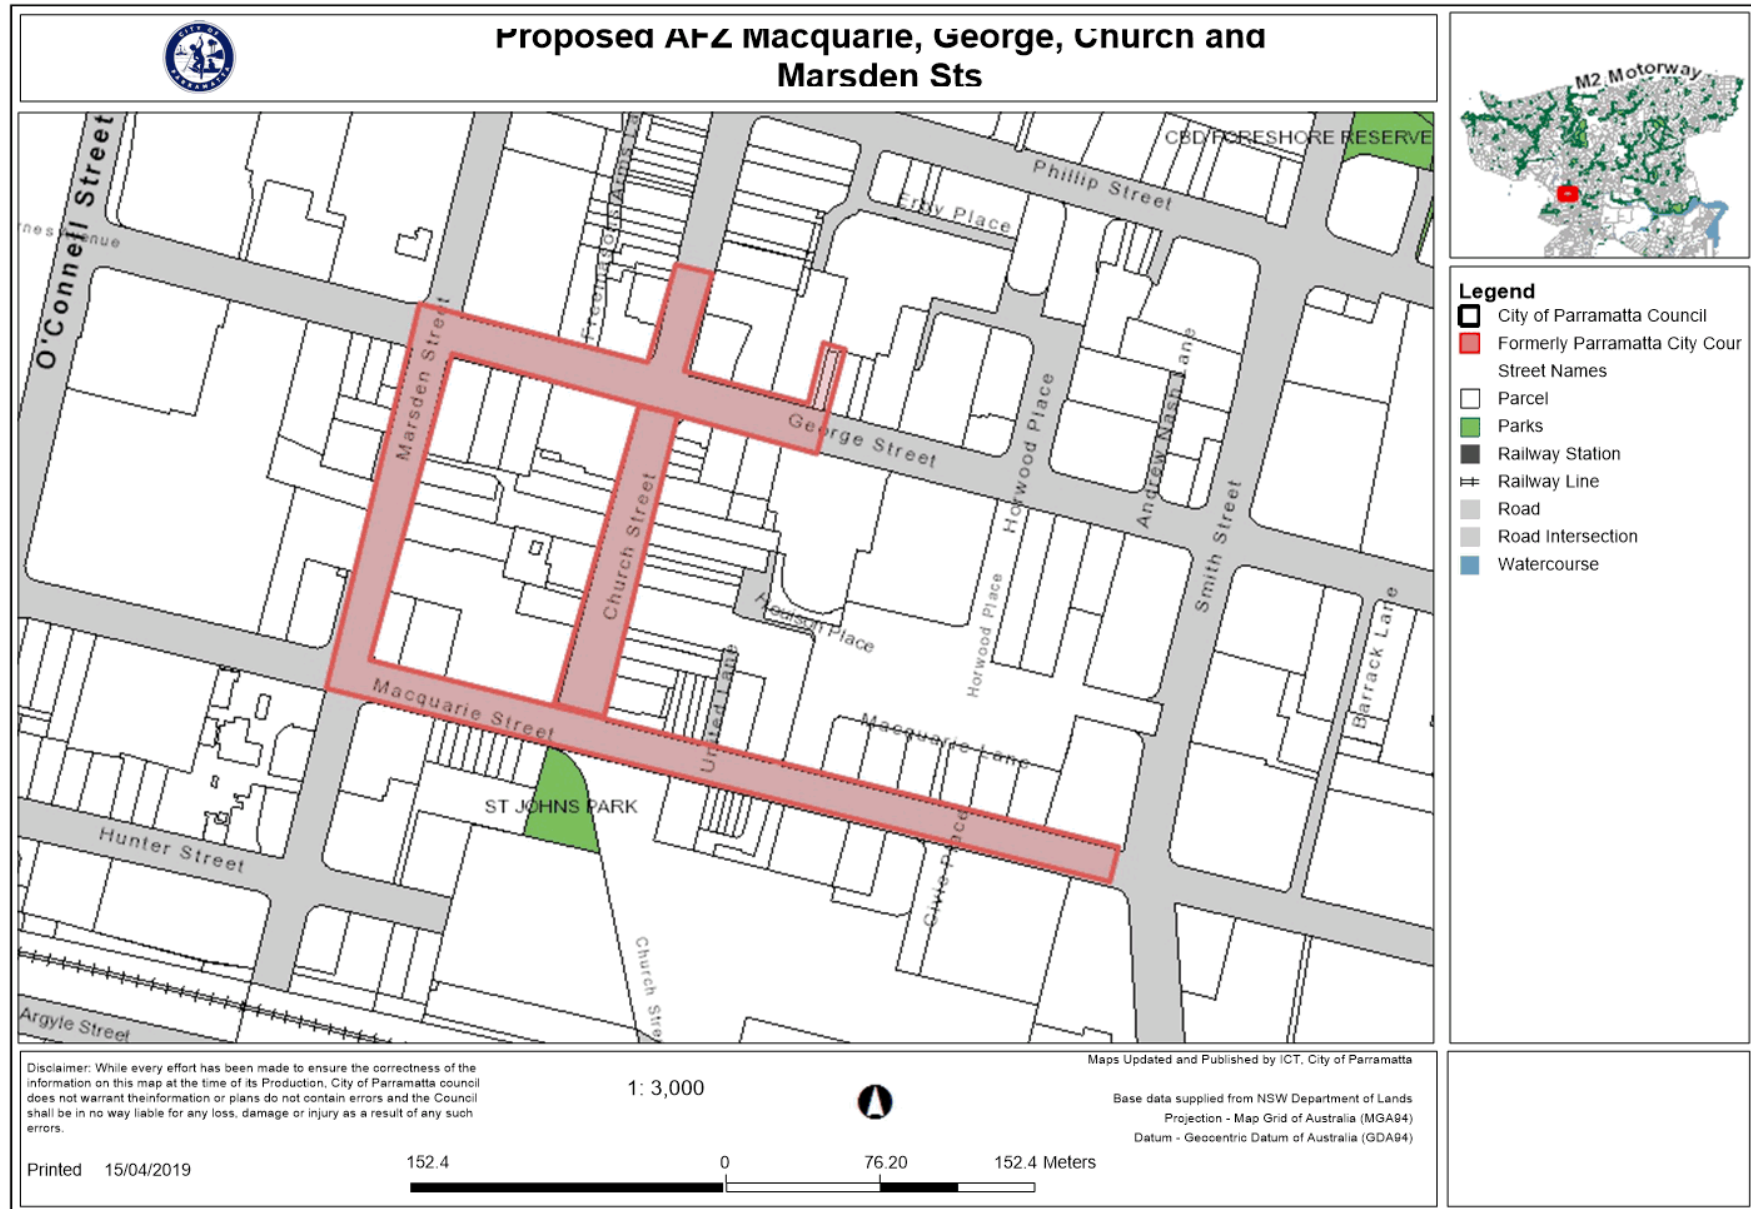 Proposed AFZ Macquarie, George, Church and
Marsden Sts
CITY OF
PARRAMATTA
M2 Motorway
O'Connell Street
Marsden Street
Phillip Street
CBD FORESHORE RESERVE
Erby Place
George Street
Horwood Place
Andrew Nash Lane
Smith Street
Church Street
Houison Place
Horwood Place
Barrack Lane
United Lane
Macquarie Street
Macquarie Lane
ST JOHNS PARK
Civic Place
Hunter Street
Church Stree
Argyle Street
Legend
City of Parramatta Council
Formerly Parramatta City Cour
Street Names
Parcel
Parks
Railway Station
Railway Line
Road
Road Intersection
Watercourse
Disclaimer: While every effort has been made to ensure the correctness of the
information on this map at the time of its Production, City of Parramatta council
does not warrant theinformation or plans do not contain errors and the Council
shall be in no way liable for any loss, damage or injury as a result of any such
errors.
Printed 15/04/2019
1: 3,000
152.4 0 76.20 152.4 Meters
Maps Updated and Published by ICT, City of Parramatta
Base data supplied from NSW Department of Lands
Projection - Map Grid of Australia (MGA94)
Datum - Geocentric Datum of Australia (GDA94)